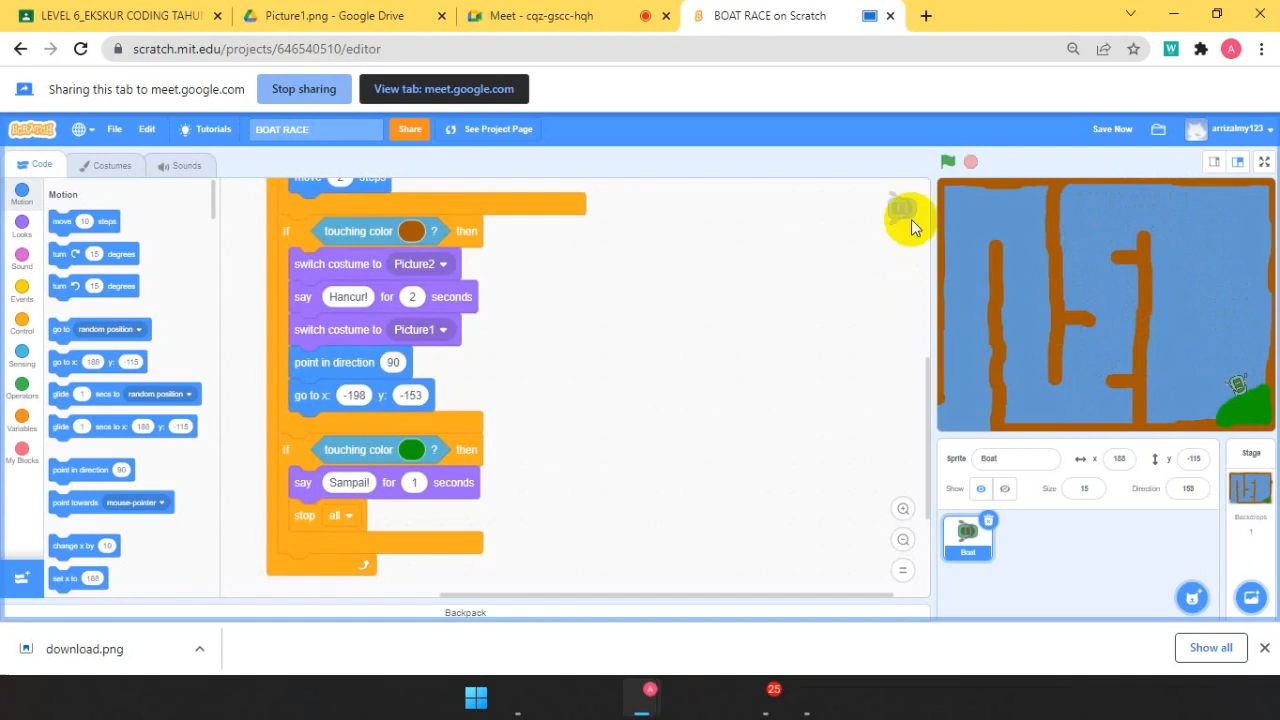 LEVEL 6_EKSKUR CODING TAHU
Picture1.png - Google Drive
Meet - cqz-gscc-hqh
BOAT RACE on Scratch
scratch.mit.edu/projects/646540510/editor
W
A
Sharing this tab to meet.google.com
Stop sharing
View tab: meet.google.com
SCRATCH
File
Edit
Tutorials
BOAT RACE
Share
See Project Page
Save Now
arrizalmy123
Code
Costumes
Sounds
Motion
Looks
Sound
Events
Control
Sensing
Operators
Variables
My Blocks
Motion
move 10 steps
turn 15 degrees
turn 15 degrees
go to random position
go to x: 188 y: -115
glide 1 secs to random position
glide 1 secs to x: 188 y: -115
point in direction 90
point towards mouse-pointer
change x by 10
set x to 188
move 2 steps
if touching color ? then
switch costume to Picture2
say Hancur! for 2 seconds
switch costume to Picture1
point in direction 90
go to x: -198 y: -153
if touching color ? then
say Sampai! for 1 seconds
stop all
Backpack
Sprite Boat x 188 y -115
Show Size 15 Direction 153
Boat
Stage
Backdrops
1
download.png
Show all
A
25